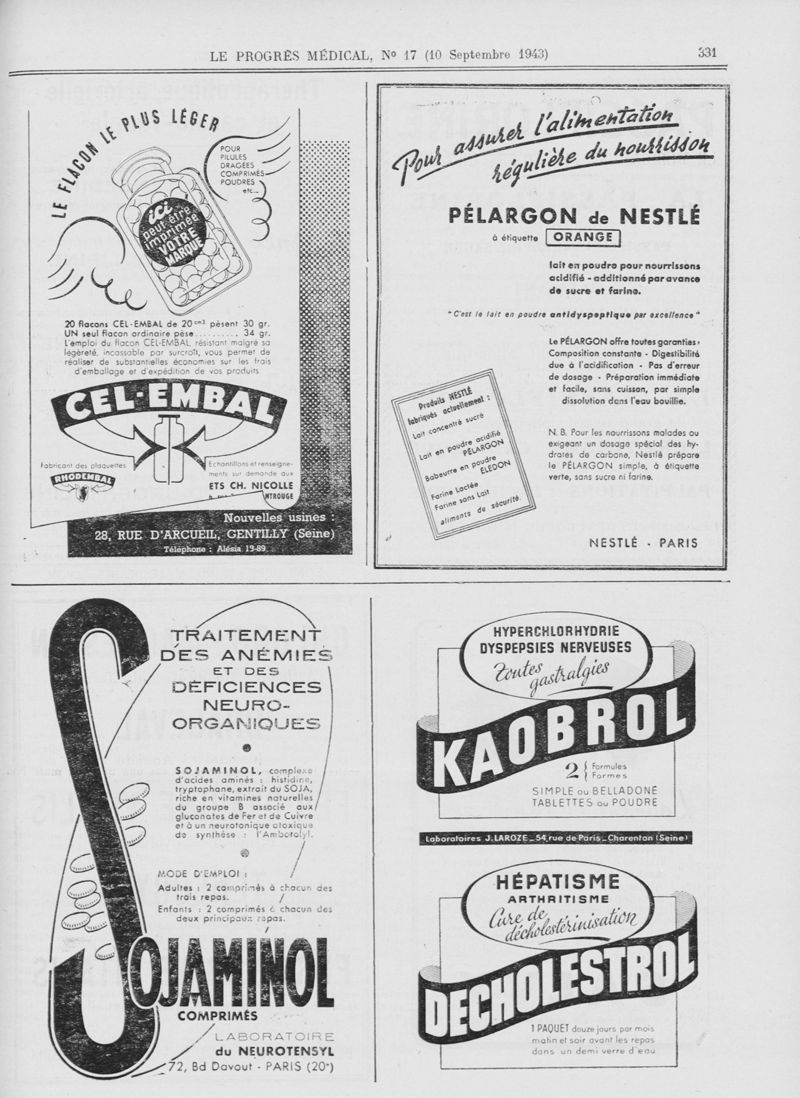 LE PROGRÈS MÉDICAL, Nº 17 (10 Septembre 1943)
331
LE FLACON LE PLUS LÉGER
POUR
PILULES
DRAGÉES
COMPRIMÉS
POUDRES
etc...
ici
peut être
imprimée
VOTRE
MARQUE
20 flacons CEL-EMBAL de 20 cm3 pèsent 30 gr.
UN seul flacon ordinaire pèse.......... 34 gr.
L'emploi du flacon CEL-EMBAL, résistant malgré sa
légèreté, incassable par surcroît, vous permet de
réaliser de substantielles économies sur les frais
d'emballage et d'expédition de vos produits.
CEL-EMBAL
Fabricant des plaquettes
RHODEMBAL
Echantillons et renseigne-
ments sur demande aux
ETS CH. NICOLLE
NTROUGE
Nouvelles usines :
28, RUE D'ARCUEIL, GENTILLY (Seine)
Téléphone : Alésia 19-89.
Pour assurer l'alimentation
régulière du nourrisson
PÉLARGON de NESTLÉ
à étiquette ORANGE
lait en poudre pour nourrissons
acidifié - additionné par avance
de sucre et farine.
"C'est le lait en poudre antidyspeptique par excellence"
Le PÉLARGON offre toutes garanties :
Composition constante - Digestibilité
due à l'acidification - Pas d'erreur
de dosage - Préparation immédiate
et facile, sans cuisson, par simple
dissolution dans l'eau bouillie.
Produits NESTLÉ
fabriqués actuellement :
Lait concentré sucré
Lait en poudre acidifié
PÉLARGON
Babeurre en poudre
ÉLEDON
Farine Lactée
Farine sans Lait
aliments de sécurité.
N.B. Pour les nourrissons malades ou
exigeant un dosage spécial des hy-
drates de carbone, Nestlé prépare
le PÉLARGON simple, à étiquette
verte, sans sucre ni farine.
NESTLÉ - PARIS
TRAITEMENT
DES ANÉMIES
ET DES
DÉFICIENCES
NEURO-
ORGANIQUES
SOJAMINOL, complexe
d'acides aminés : histidine,
tryptophane, extrait du SOJA,
riche en vitamines naturelles
du groupe B associé aux
gluconates de Fer et de Cuivre
et à un neurotonique atoxique
de synthèse : l'Ambotolyl.
MODE D'EMPLOI :
Adultes : 2 comprimés à chacun des
trois repas.
Enfants : 2 comprimés à chacun des
deux principaux repas.
SOJAMINOL
COMPRIMÉS
LABORATOIRE
du NEUROTENSYL
72, Bd Davout - PARIS (20e)
HYPERCHLORHYDRIE
DYSPEPSIES NERVEUSES
Toutes
gastralgies
KAOBROL
2 Formules
Formes
SIMPLE ou BELLADONÉ
TABLETTES ou POUDRE
Laboratoires J. LAROZE _ 54, rue de Paris _ Charenton (Seine)
HÉPATISME
ARTHRITISME
Cure de
décholestérinisation
DECHOLESTROL
1 PAQUET douze jours par mois
matin et soir avant les repas
dans un demi verre d'eau